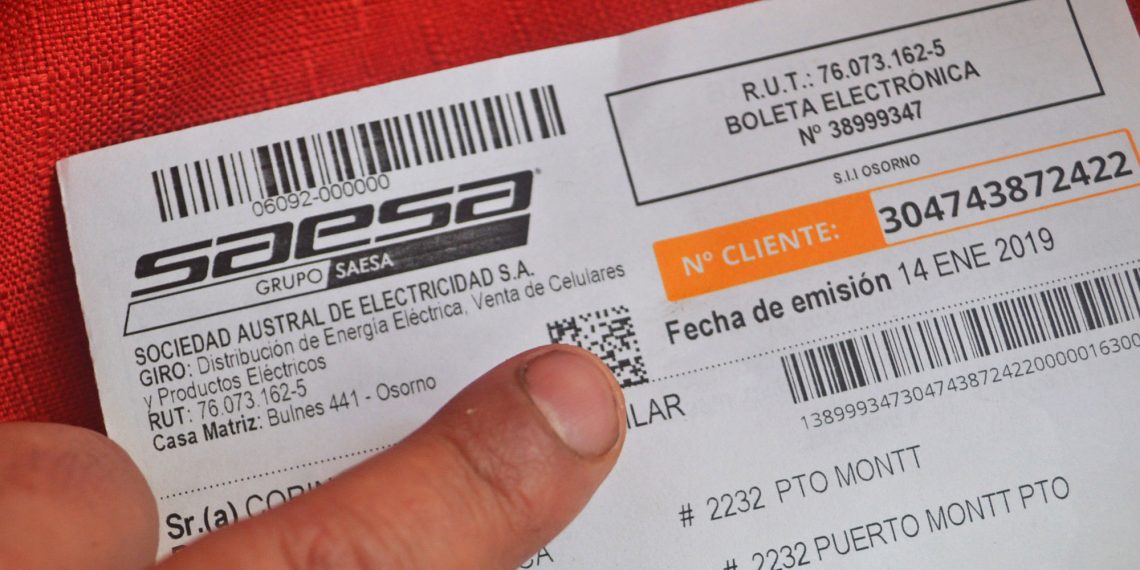 06092-000000
saesa
GRUPO SAESA
SOCIEDAD AUSTRAL DE ELECTRICIDAD S.A.
GIRO: Distribución de Energía Eléctrica, Venta de Celulares
y Productos Eléctricos
RUT: 76.073.162-5
Casa Matriz: Bulnes 441 - Osorno
R.U.T.: 76.073.162-5
BOLETA ELECTRÓNICA
Nº 38999347
S.I.I OSORNO
Nº CLIENTE: 304743872422
Fecha de emisión 14 ENE 2019
138999347304743872422000001630
Sr.(a)
# 2232 PTO MONTT
# 2232 PUERTO MONTT PTO